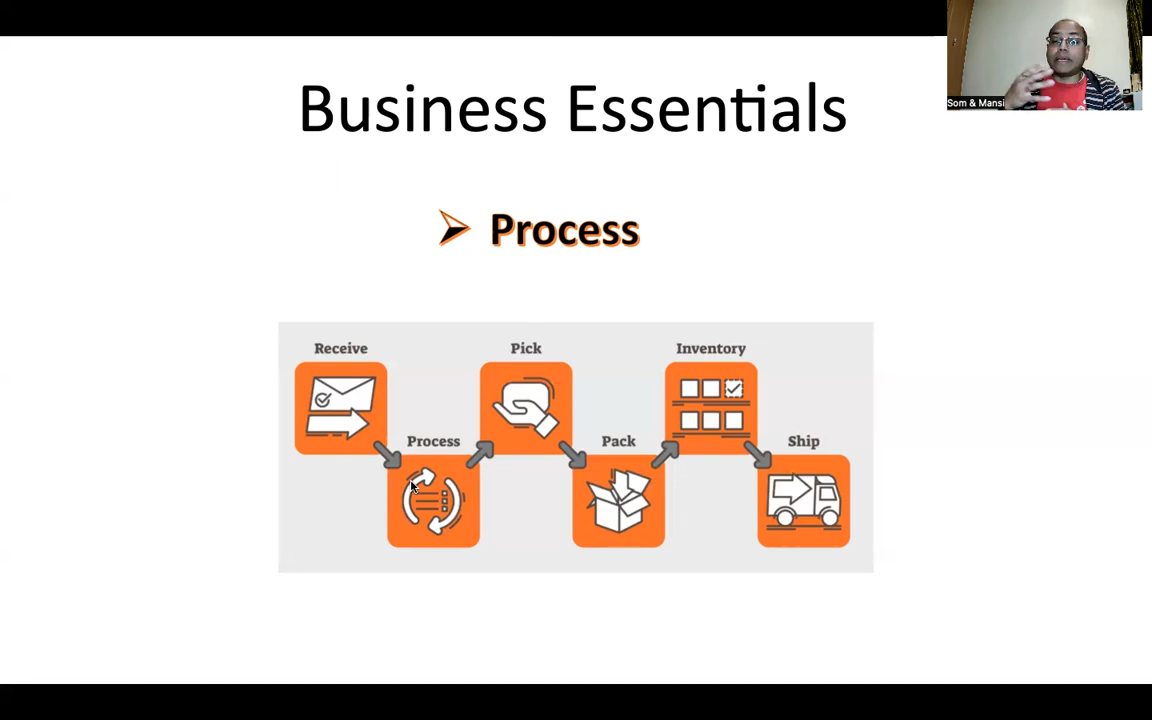 Business Essentials
Som & Mansi
Process
Receive
Pick
Inventory
Process
Pack
Ship